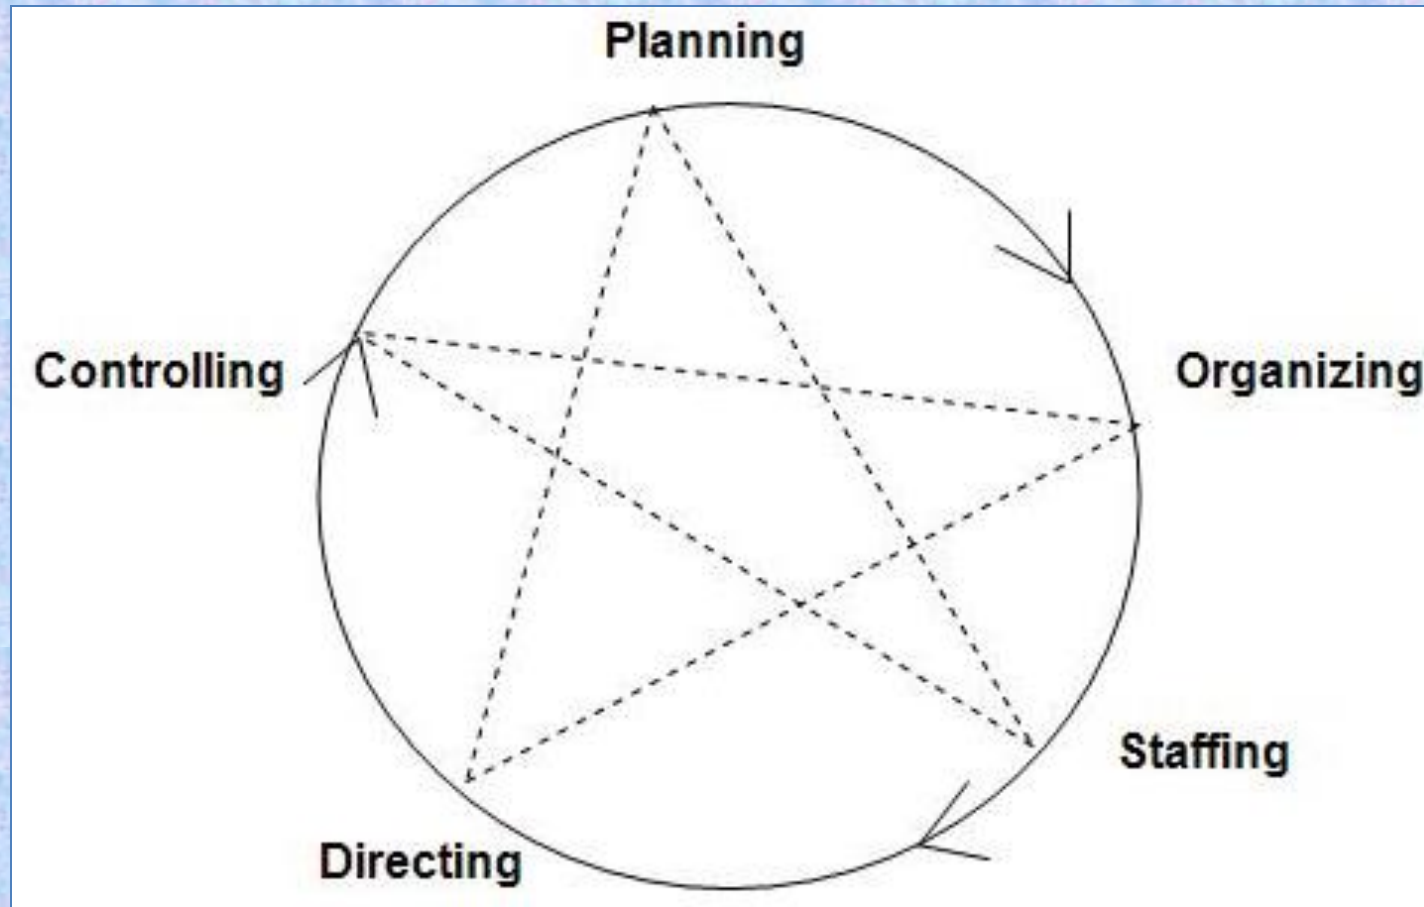 Planning
Controlling
Organizing
Staffing
Directing